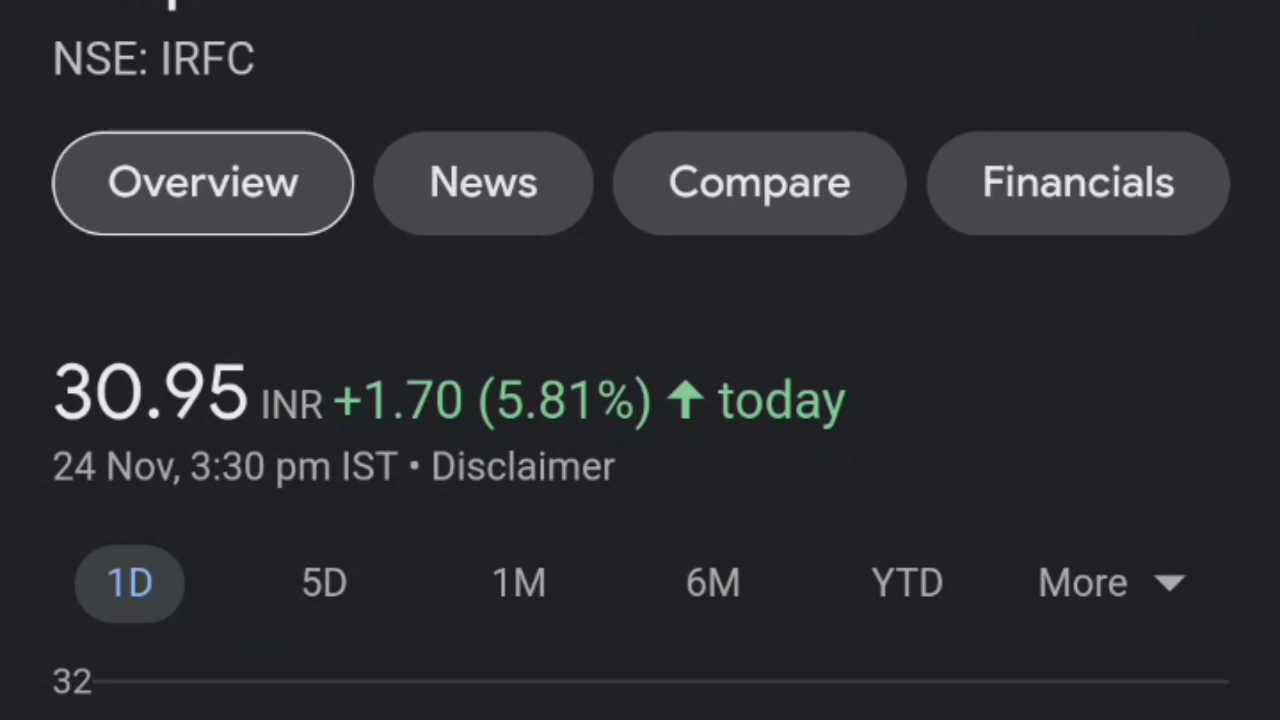 NSE: IRFC
Overview News Compare Financials
30.95 INR +1.70 (5.81%) ↑ today
24 Nov, 3:30 pm IST • Disclaimer
1D 5D 1M 6M YTD More
32